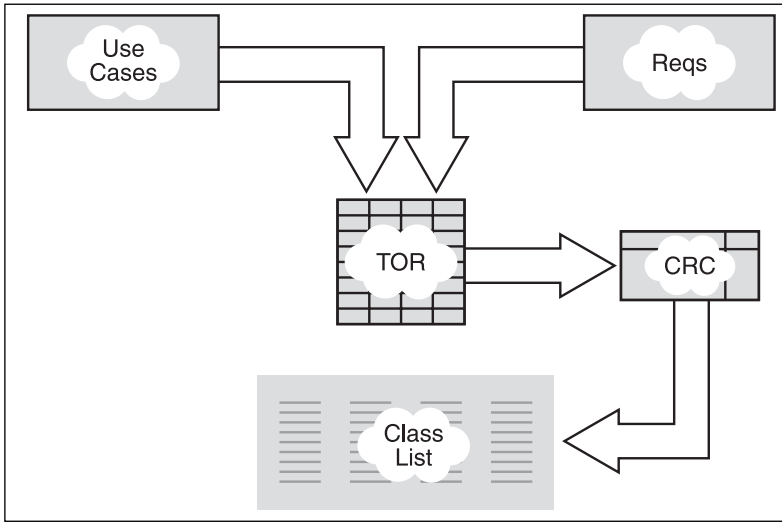 Use
Cases
Reqs
TOR
CRC
Class
List